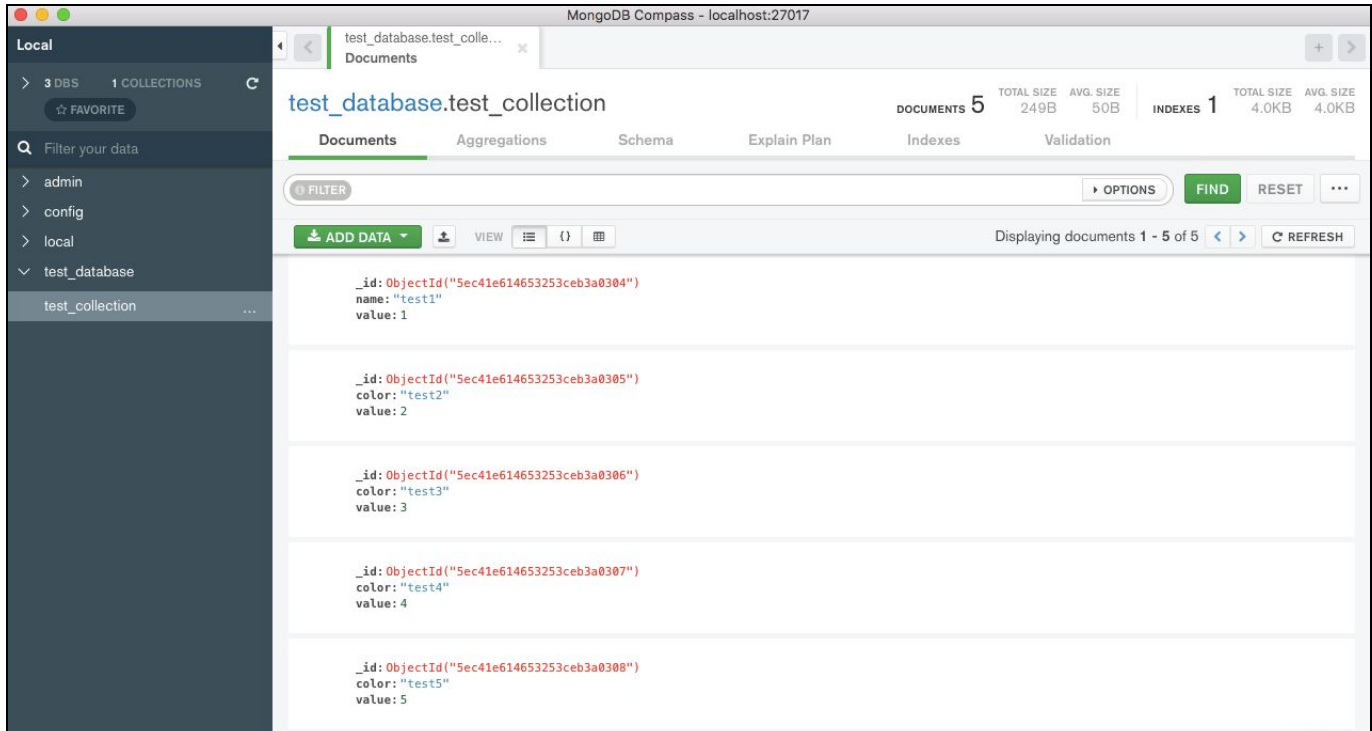 MongoDB Compass - localhost:27017
Local
3 DBS 1 COLLECTIONS
FAVORITE
Filter your data
admin
config
local
test_database
test_collection ...
test_database.test_colle...
Documents
test_database.test_collection
DOCUMENTS 5 TOTAL SIZE 249B AVG. SIZE 50B INDEXES 1 TOTAL SIZE 4.0KB AVG. SIZE 4.0KB
Documents Aggregations Schema Explain Plan Indexes Validation
FILTER OPTIONS FIND RESET ...
ADD DATA VIEW {} Displaying documents 1 - 5 of 5 REFRESH
_id: ObjectId("5ec41e614653253ceb3a0304")
name: "test1"
value: 1
_id: ObjectId("5ec41e614653253ceb3a0305")
color: "test2"
value: 2
_id: ObjectId("5ec41e614653253ceb3a0306")
color: "test3"
value: 3
_id: ObjectId("5ec41e614653253ceb3a0307")
color: "test4"
value: 4
_id: ObjectId("5ec41e614653253ceb3a0308")
color: "test5"
value: 5